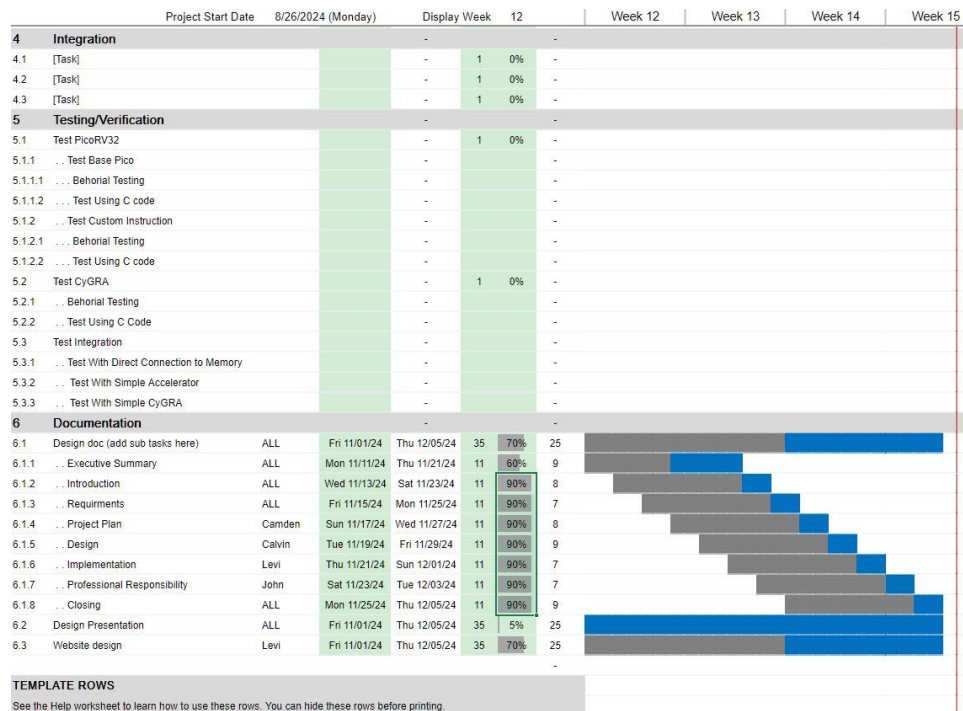 Project Start Date 8/26/2024 (Monday) Display Week 12 Week 12 Week 13 Week 14 Week 15
4 Integration - -
4.1 [Task] - 1 0% -
4.2 [Task] - 1 0% -
4.3 [Task] - 1 0% -
5 Testing/Verification - -
5.1 Test PicoRV32 - 1 0% -
5.1.1 . . Test Base Pico - -
5.1.1.1 . . . Behorial Testing - -
5.1.1.2 . . . Test Using C code - -
5.1.2 . . Test Custom Instruction - -
5.1.2.1 . . . Behorial Testing - -
5.1.2.2 . . . Test Using C code - -
5.2 Test CyGRA - 1 0% -
5.2.1 . . Behorial Testing - -
5.2.2 . . Test Using C Code - -
5.3 Test Integration - -
5.3.1 . . Test With Direct Connection to Memory - -
5.3.2 . . Test With Simple Accelerator - -
5.3.3 . . Test With Simple CyGRA - -
6 Documentation - -
6.1 Design doc (add sub tasks here) ALL Fri 11/01/24 Thu 12/05/24 35 70% 25
6.1.1 . . Executive Summary ALL Mon 11/11/24 Thu 11/21/24 11 60% 9
6.1.2 . . Introduction ALL Wed 11/13/24 Sat 11/23/24 11 90% 8
6.1.3 . . Requirments ALL Fri 11/15/24 Mon 11/25/24 11 90% 7
6.1.4 . . Project Plan Camden Sun 11/17/24 Wed 11/27/24 11 90% 8
6.1.5 . . Design Calvin Tue 11/19/24 Fri 11/29/24 11 90% 9
6.1.6 . . Implementation Levi Thu 11/21/24 Sun 12/01/24 11 90% 7
6.1.7 . . Professional Responsibility John Sat 11/23/24 Tue 12/03/24 11 90% 7
6.1.8 . . Closing ALL Mon 11/25/24 Thu 12/05/24 11 90% 9
6.2 Design Presentation ALL Fri 11/01/24 Thu 12/05/24 35 5% 25
6.3 Website design Levi Fri 11/01/24 Thu 12/05/24 35 70% 25
-
TEMPLATE ROWS
See the Help worksheet to learn how to use these rows. You can hide these rows before printing.